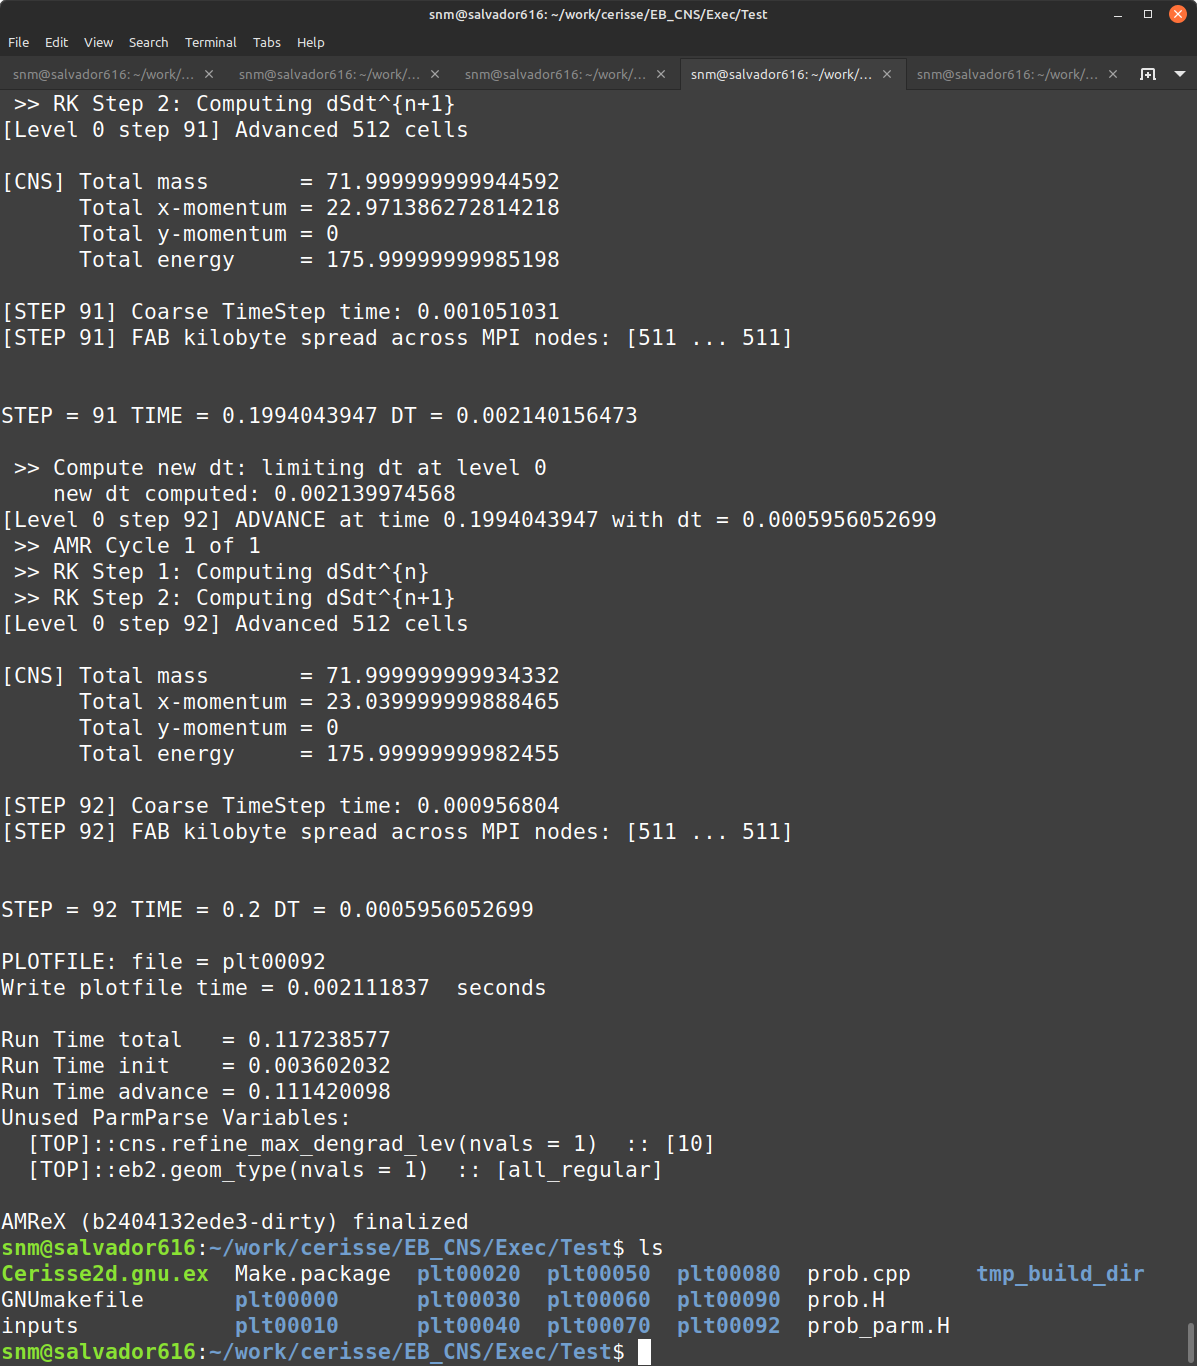 snm@salvador616: ~/work/cerisse/EB_CNS/Exec/Test
File Edit View Search Terminal Tabs Help
snm@salvador616: ~/work/... × snm@salvador616: ~/work/... × snm@salvador616: ~/work/... × snm@salvador616: ~/work/... × snm@salvador616: ~/work/... ×
 >> RK Step 2: Computing dSdt^{n+1}
[Level 0 step 91] Advanced 512 cells
[CNS] Total mass       = 71.999999999944592
      Total x-momentum = 22.971386272814218
      Total y-momentum = 0
      Total energy     = 175.99999999985198
[STEP 91] Coarse TimeStep time: 0.001051031
[STEP 91] FAB kilobyte spread across MPI nodes: [511 ... 511]
STEP = 91 TIME = 0.1994043947 DT = 0.002140156473
 >> Compute new dt: limiting dt at level 0
    new dt computed: 0.002139974568
[Level 0 step 92] ADVANCE at time 0.1994043947 with dt = 0.0005956052699
 >> AMR Cycle 1 of 1
 >> RK Step 1: Computing dSdt^{n}
 >> RK Step 2: Computing dSdt^{n+1}
[Level 0 step 92] Advanced 512 cells
[CNS] Total mass       = 71.999999999934332
      Total x-momentum = 23.039999999888465
      Total y-momentum = 0
      Total energy     = 175.99999999982455
[STEP 92] Coarse TimeStep time: 0.000956804
[STEP 92] FAB kilobyte spread across MPI nodes: [511 ... 511]
STEP = 92 TIME = 0.2 DT = 0.0005956052699
PLOTFILE: file = plt00092
Write plotfile time = 0.002111837  seconds
Run Time total   = 0.117238577
Run Time init    = 0.003602032
Run Time advance = 0.111420098
Unused ParmParse Variables:
  [TOP]::cns.refine_max_dengrad_lev(nvals = 1)  :: [10]
  [TOP]::eb2.geom_type(nvals = 1)  :: [all_regular]
AMReX (b2404132ede3-dirty) finalized
snm@salvador616:~/work/cerisse/EB_CNS/Exec/Test$ ls
Cerisse2d.gnu.ex  Make.package  plt00020  plt00050  plt00080  prob.cpp     tmp_build_dir
GNUmakefile       plt00000      plt00030  plt00060  plt00090  prob.H
inputs            plt00010      plt00040  plt00070  plt00092  prob_parm.H
snm@salvador616:~/work/cerisse/EB_CNS/Exec/Test$